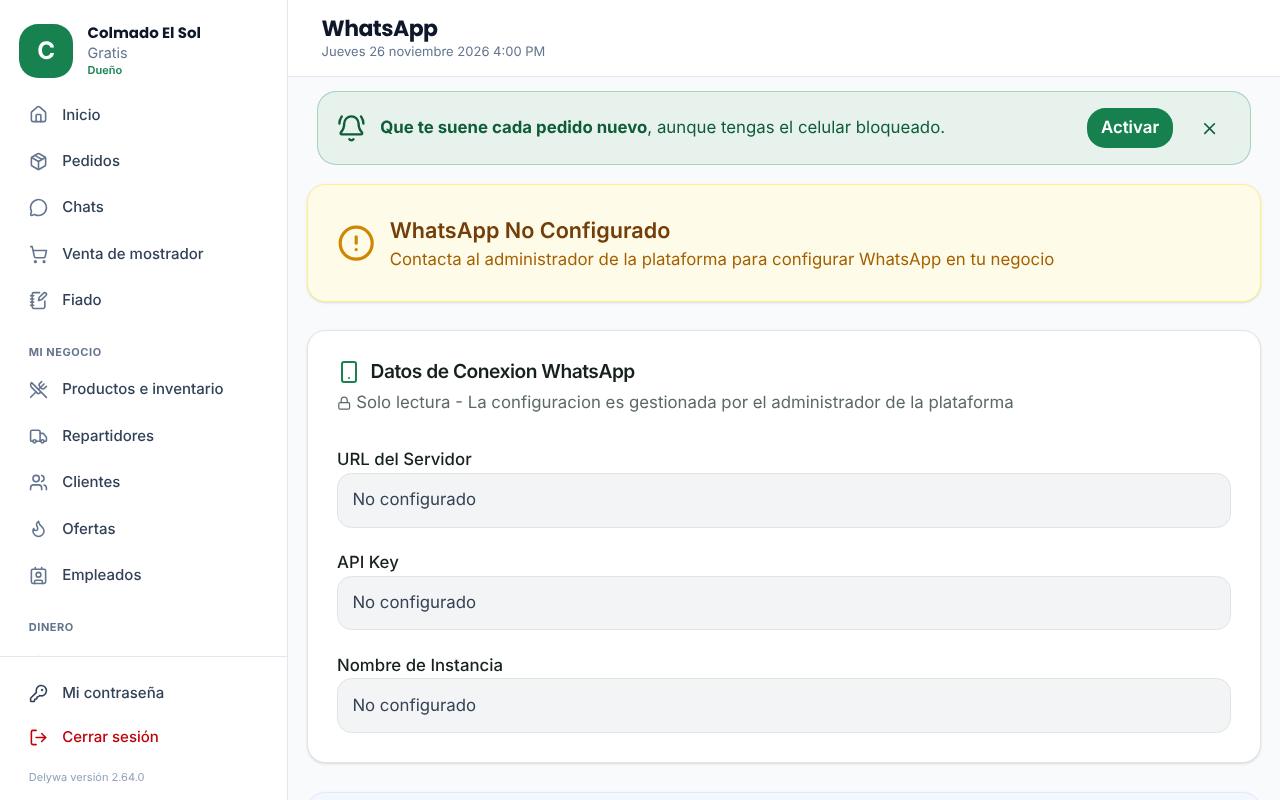 C
Colmado El Sol
Gratis
Dueño
Inicio
Pedidos
Chats
Venta de mostrador
Fiado
MI NEGOCIO
Productos e inventario
Repartidores
Clientes
Ofertas
Empleados
DINERO
Mi contraseña
Cerrar sesión
Delywa versión 2.64.0
WhatsApp
Jueves 26 noviembre 2026 4:00 PM
Que te suene cada pedido nuevo, aunque tengas el celular bloqueado.
Activar
WhatsApp No Configurado
Contacta al administrador de la plataforma para configurar WhatsApp en tu negocio
Datos de Conexion WhatsApp
Solo lectura - La configuracion es gestionada por el administrador de la plataforma
URL del Servidor
No configurado
API Key
No configurado
Nombre de Instancia
No configurado